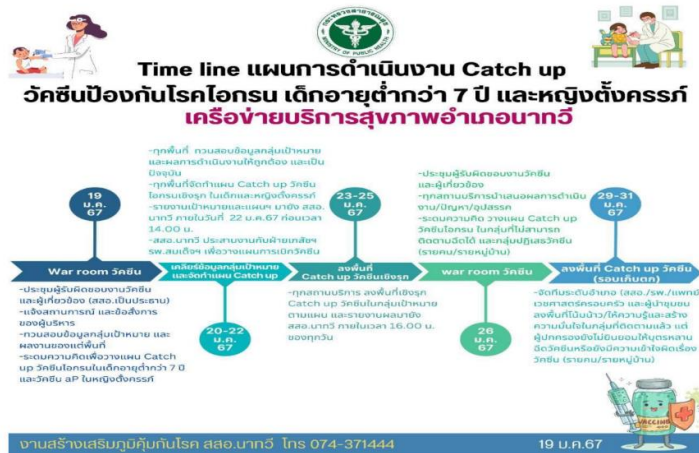 กระทรวงสาธารณสุข
MINISTRY OF PUBLIC HEALTH
Time line แผนการดำเนินงาน Catch up
วัคซีนป้องกันโรคไอกรน เด็กอายุต่ำกว่า 7 ปี และหญิงตั้งครรภ์
เครือข่ายบริการสุขภาพอำเภอนาทวี
19
ม.ค.
67
War room วัคซีน
-ประชุมผู้รับผิดชอบงานวัคซีน
และผู้เกี่ยวข้อง (สสอ.เป็นประธาน)
-แจ้งสถานการณ์ และข้อสั่งการ
ของผู้บริหาร
-ทวนสอบข้อมูลกลุ่มเป้าหมาย และ
ผลงานของแต่พื้นที่
-ระดมความคิดเพื่อวางแผน Catch
up วัคซีนไอกรนในเด็กอายุต่ำกว่า 7 ปี
และวัคซีน aP ในหญิงตั้งครรภ์
-ทุกพื้นที่ ทวนสอบข้อมูลกลุ่มเป้าหมาย
และผลการดำเนินงานให้ถูกต้อง และเป็น
ปัจจุบัน
-ทุกพื้นที่จัดทำแผน Catch up วัคซีน
ไอกรนเชิงรุก ในเด็กและหญิงตั้งครรภ์
-รายงานเป้าหมายและแผนฯ มายัง สสอ.
นาทวี ภายในวันที่ 22 ม.ค.67 ก่อนเวลา
14.00 น.
-สสอ.นาทวี ประสานงานกับฝ่ายเภสัชฯ
รพ.สมเด็จฯ เพื่อวางแผนการเบิกวัคซีน
เคลียร์ข้อมูลกลุ่มเป้าหมาย
และจัดทำแผน Catch up
20-22
ม.ค.
67
23-25
ม.ค.
67
ลงพื้นที่
Catch up วัคซีนเชิงรุก
-ทุกสถานบริการ ลงพื้นที่เชิงรุก
Catch up วัคซีนในกลุ่มเป้าหมาย
ตามแผน และรายงานผลมายัง
สสอ.นาทวี ภายในเวลา 16.00 น.
ของทุกวัน
-ประชุมผู้รับผิดชอบงานวัคซีน
และผู้เกี่ยวข้อง
-ทุกสถานบริการนำเสนอผลการดำเนิน
งาน/ปัญหา/อุปสรรค
-ระดมความคิด วางแผน Catch up
วัคซีนไอกรน ในกลุ่มที่ไม่สามารถ
ติดตามฉีดได้ และกลุ่มปฏิเสธวัคซีน
(รายคน/รายหมู่บ้าน)
war room วัคซีน
26
ม.ค.
67
29-31
ม.ค.
67
ลงพื้นที่ Catch up วัคซีน
(รอบเก็บตก)
-จัดทีมระดับอำเภอ (สสอ./รพ./แพทย์
เวชศาสตร์ครอบครัว และผู้นำชุมชน
ลงพื้นที่โน้มน้าว/ให้ความรู้และสร้าง
ความมั่นใจในกลุ่มที่ติดตามแล้ว แต่
ผู้ปกครองยังไม่ยินยอมให้บุตรหลาน
ฉีดวัคซีนหรือยังมีความเข้าใจผิดเรื่อง
วัคซีน (รายคน/รายหมู่บ้าน)
VACCINE
งานสร้างเสริมภูมิคุ้มกันโรค สสอ.นาทวี โทร 074-371444
19 ม.ค.67